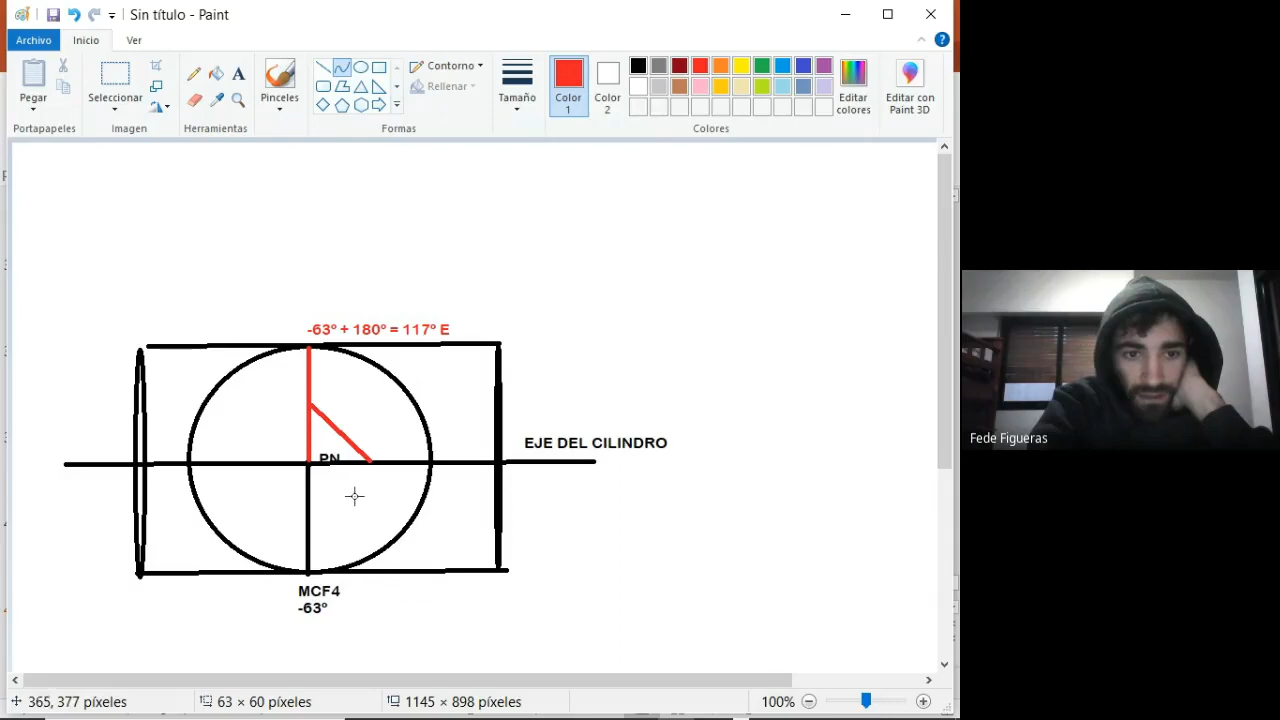 Sin título - Paint
Archivo
Inicio
Ver
Pegar
Seleccionar
A
Pinceles
Contorno
Rellenar
Tamaño
Color
1
Color
2
Editar
colores
Editar con
Paint 3D
Portapapeles
Imagen
Herramientas
Formas
Colores
-63º + 180º = 117º E
EJE DEL CILINDRO
PN
MCF4
-63º
Fede Figueras
365, 377 píxeles
63 × 60 píxeles
1145 × 898 píxeles
100%